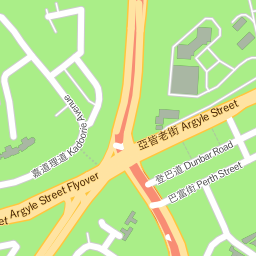 亞皆老街 Argyle Street
嘉道理道 Kadoorie Avenue
登巴道 Dunbar Road
巴富街 Perth Street
Argyle Street Flyover